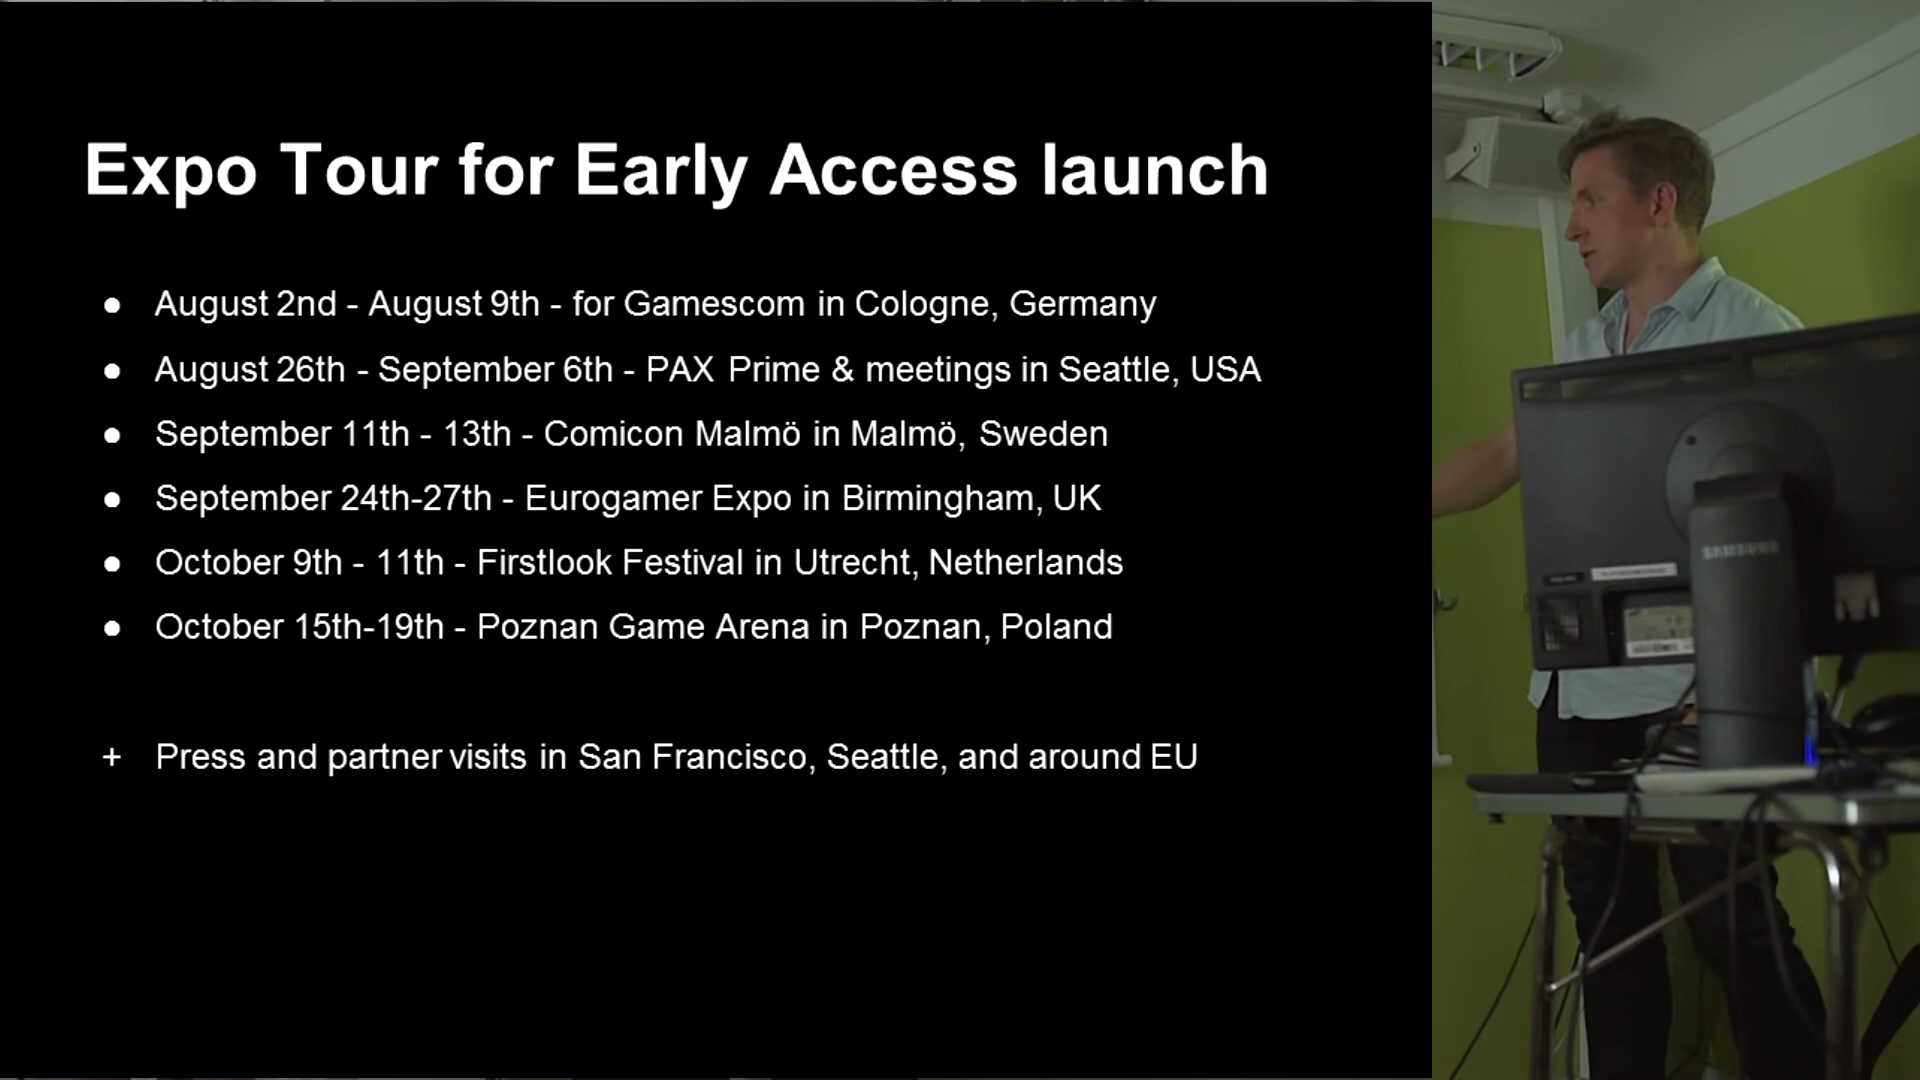 Expo Tour for Early Access launch
● August 2nd - August 9th - for Gamescom in Cologne, Germany
● August 26th - September 6th - PAX Prime & meetings in Seattle, USA
● September 11th - 13th - Comicon Malmö in Malmö, Sweden
● September 24th-27th - Eurogamer Expo in Birmingham, UK
● October 9th - 11th - Firstlook Festival in Utrecht, Netherlands
● October 15th-19th - Poznan Game Arena in Poznan, Poland
+ Press and partner visits in San Francisco, Seattle, and around EU
SAMSUNG